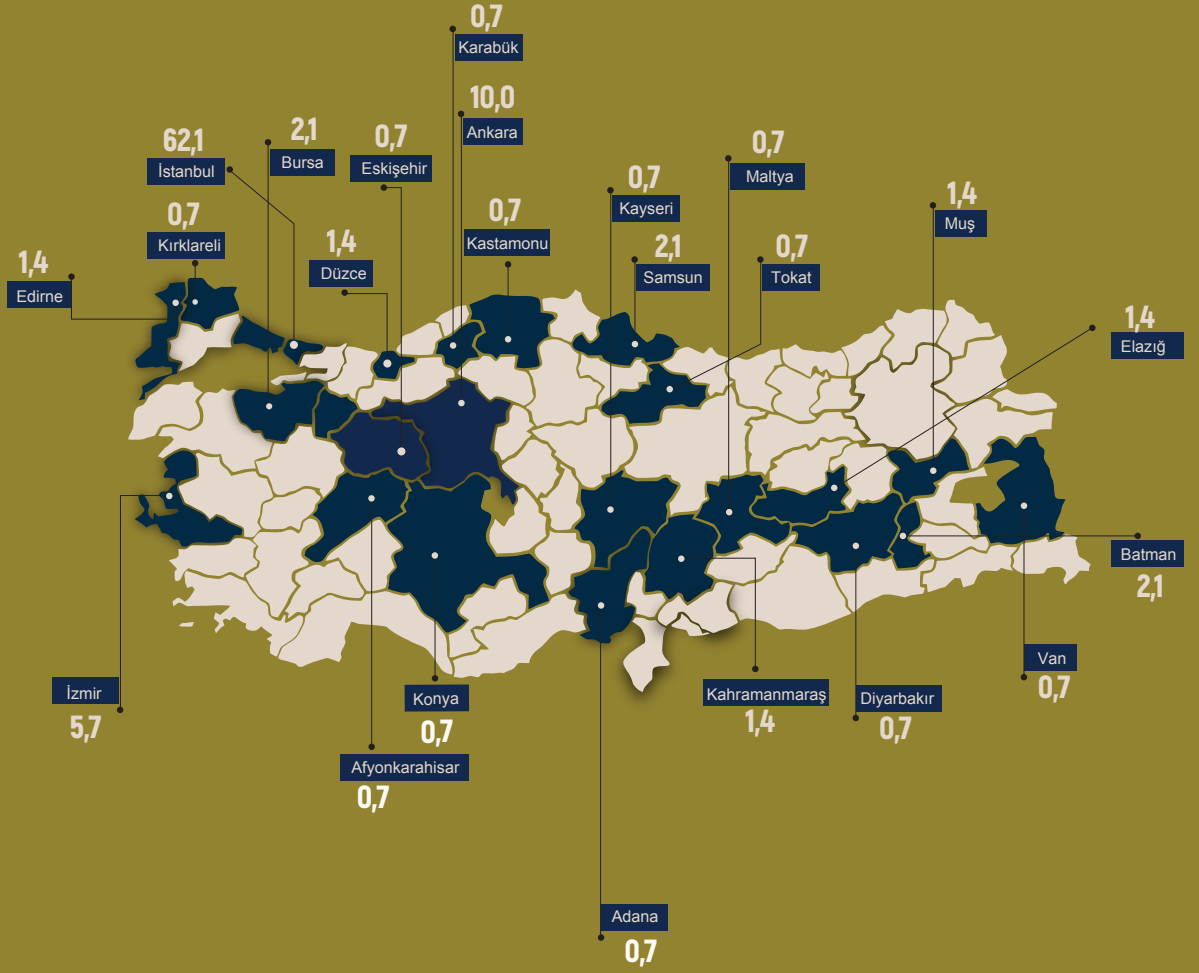 0,7
Karabük
10,0
Ankara
62,1
İstanbul
2,1
Bursa
0,7
Eskişehir
0,7
Maltya
0,7
Kayseri
1,4
Muş
0,7
Kırklareli
0,7
Kastamonu
1,4
Düzce
2,1
Samsun
0,7
Tokat
1,4
Edirne
1,4
Elazığ
Batman
2,1
Van
0,7
İzmir
5,7
Konya
0,7
Kahramanmaraş
1,4
Diyarbakır
0,7
Afyonkarahisar
0,7
Adana
0,7